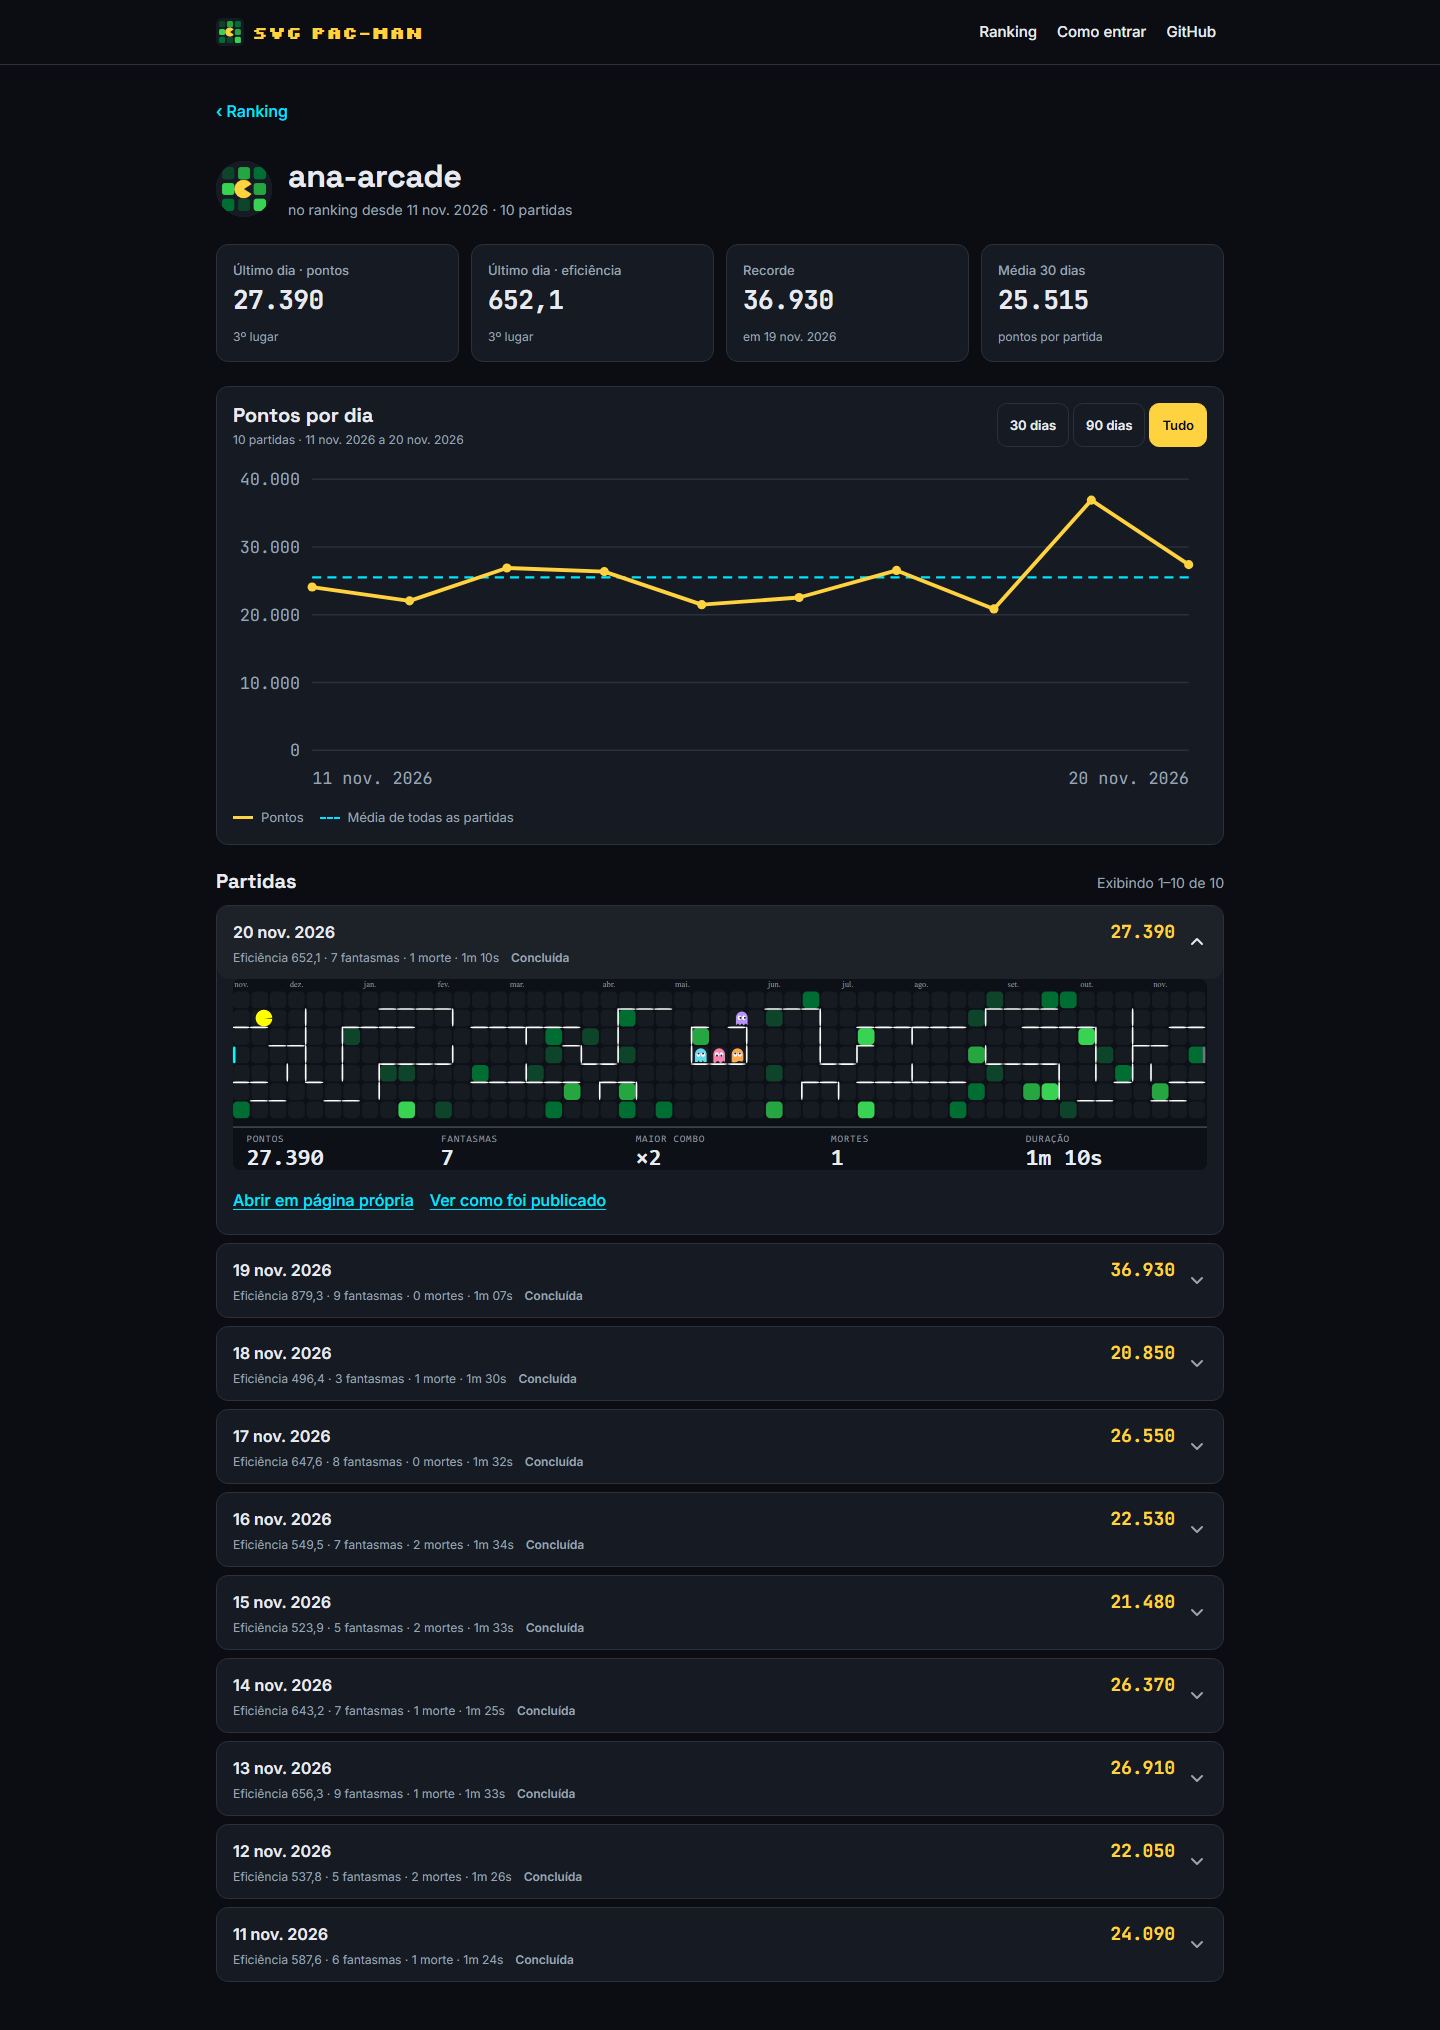 SVG PAC-MAN
Ranking Como entrar GitHub
‹ Ranking
ana-arcade
no ranking desde 11 nov. 2026 · 10 partidas
Último dia · pontos
27.390
3º lugar
Último dia · eficiência
652,1
3º lugar
Recorde
36.930
em 19 nov. 2026
Média 30 dias
25.515
pontos por partida
Pontos por dia
10 partidas · 11 nov. 2026 a 20 nov. 2026
30 dias 90 dias Tudo
40.000
30.000
20.000
10.000
0
11 nov. 2026 20 nov. 2026
Pontos Média de todas as partidas
Partidas
Exibindo 1–10 de 10
20 nov. 2026
27.390
Eficiência 652,1 · 7 fantasmas · 1 morte · 1m 10s Concluída
nov. dez. jan. fev. mar. abr. mai. jun. jul. ago. set. out. nov.
PONTOS FANTASMAS MAIOR COMBO MORTES DURAÇÃO
27.390 7 ×2 1 1m 10s
Abrir em página própria Ver como foi publicado
19 nov. 2026
36.930
Eficiência 879,3 · 9 fantasmas · 0 mortes · 1m 07s Concluída
18 nov. 2026
20.850
Eficiência 496,4 · 3 fantasmas · 1 morte · 1m 30s Concluída
17 nov. 2026
26.550
Eficiência 647,6 · 8 fantasmas · 0 mortes · 1m 32s Concluída
16 nov. 2026
22.530
Eficiência 549,5 · 7 fantasmas · 2 mortes · 1m 34s Concluída
15 nov. 2026
21.480
Eficiência 523,9 · 5 fantasmas · 2 mortes · 1m 33s Concluída
14 nov. 2026
26.370
Eficiência 643,2 · 7 fantasmas · 1 morte · 1m 25s Concluída
13 nov. 2026
26.910
Eficiência 656,3 · 9 fantasmas · 1 morte · 1m 33s Concluída
12 nov. 2026
22.050
Eficiência 537,8 · 5 fantasmas · 2 mortes · 1m 26s Concluída
11 nov. 2026
24.090
Eficiência 587,6 · 6 fantasmas · 1 morte · 1m 24s Concluída